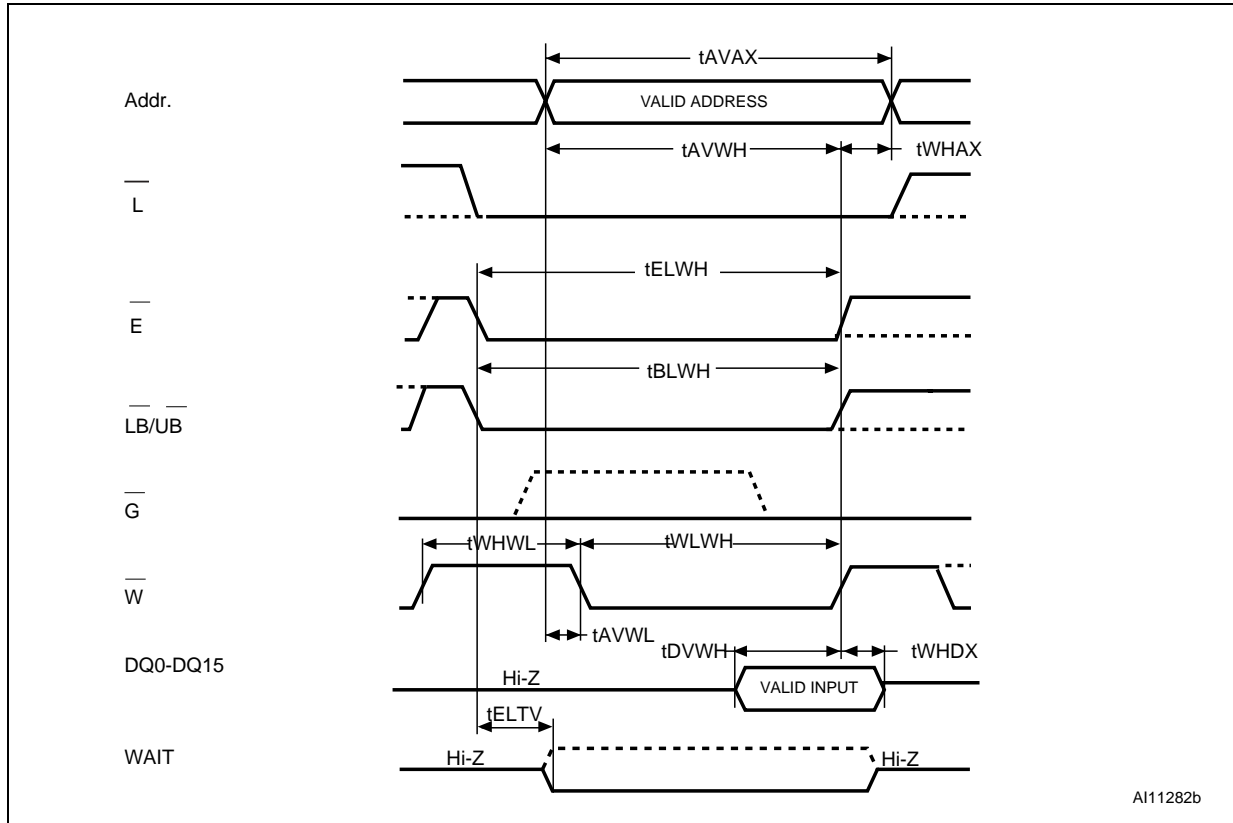 tAVAX
Addr.
VALID ADDRESS
tAVWH
tWHAX
L
tELWH
E
tBLWH
LB/UB
G
tWHWL
tWLWH
W
tAVWL
tDVWH
tWHDX
DQ0-DQ15
Hi-Z
VALID INPUT
tELTV
WAIT
Hi-Z
Hi-Z
AI11282b